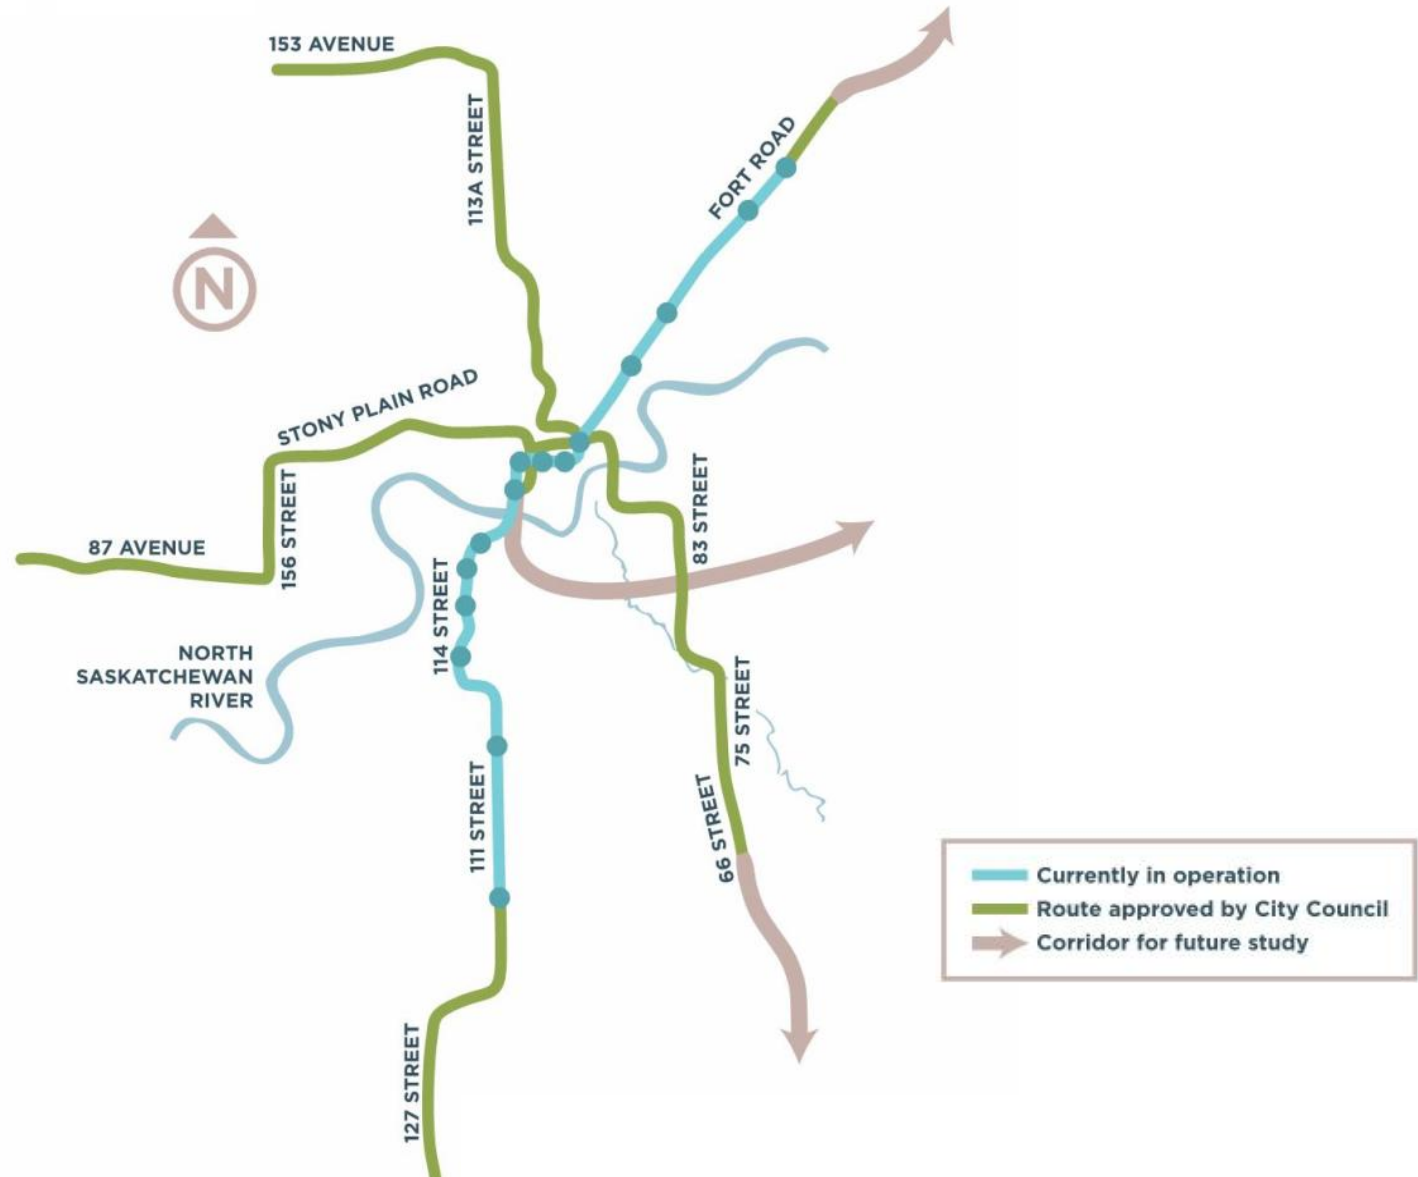 153 AVENUE
113A STREET
FORT ROAD
N
STONY PLAIN ROAD
156 STREET
87 AVENUE
83 STREET
114 STREET
NORTH
SASKATCHEWAN
RIVER
75 STREET
111 STREET
66 STREET
127 STREET
Currently in operation
Route approved by City Council
Corridor for future study